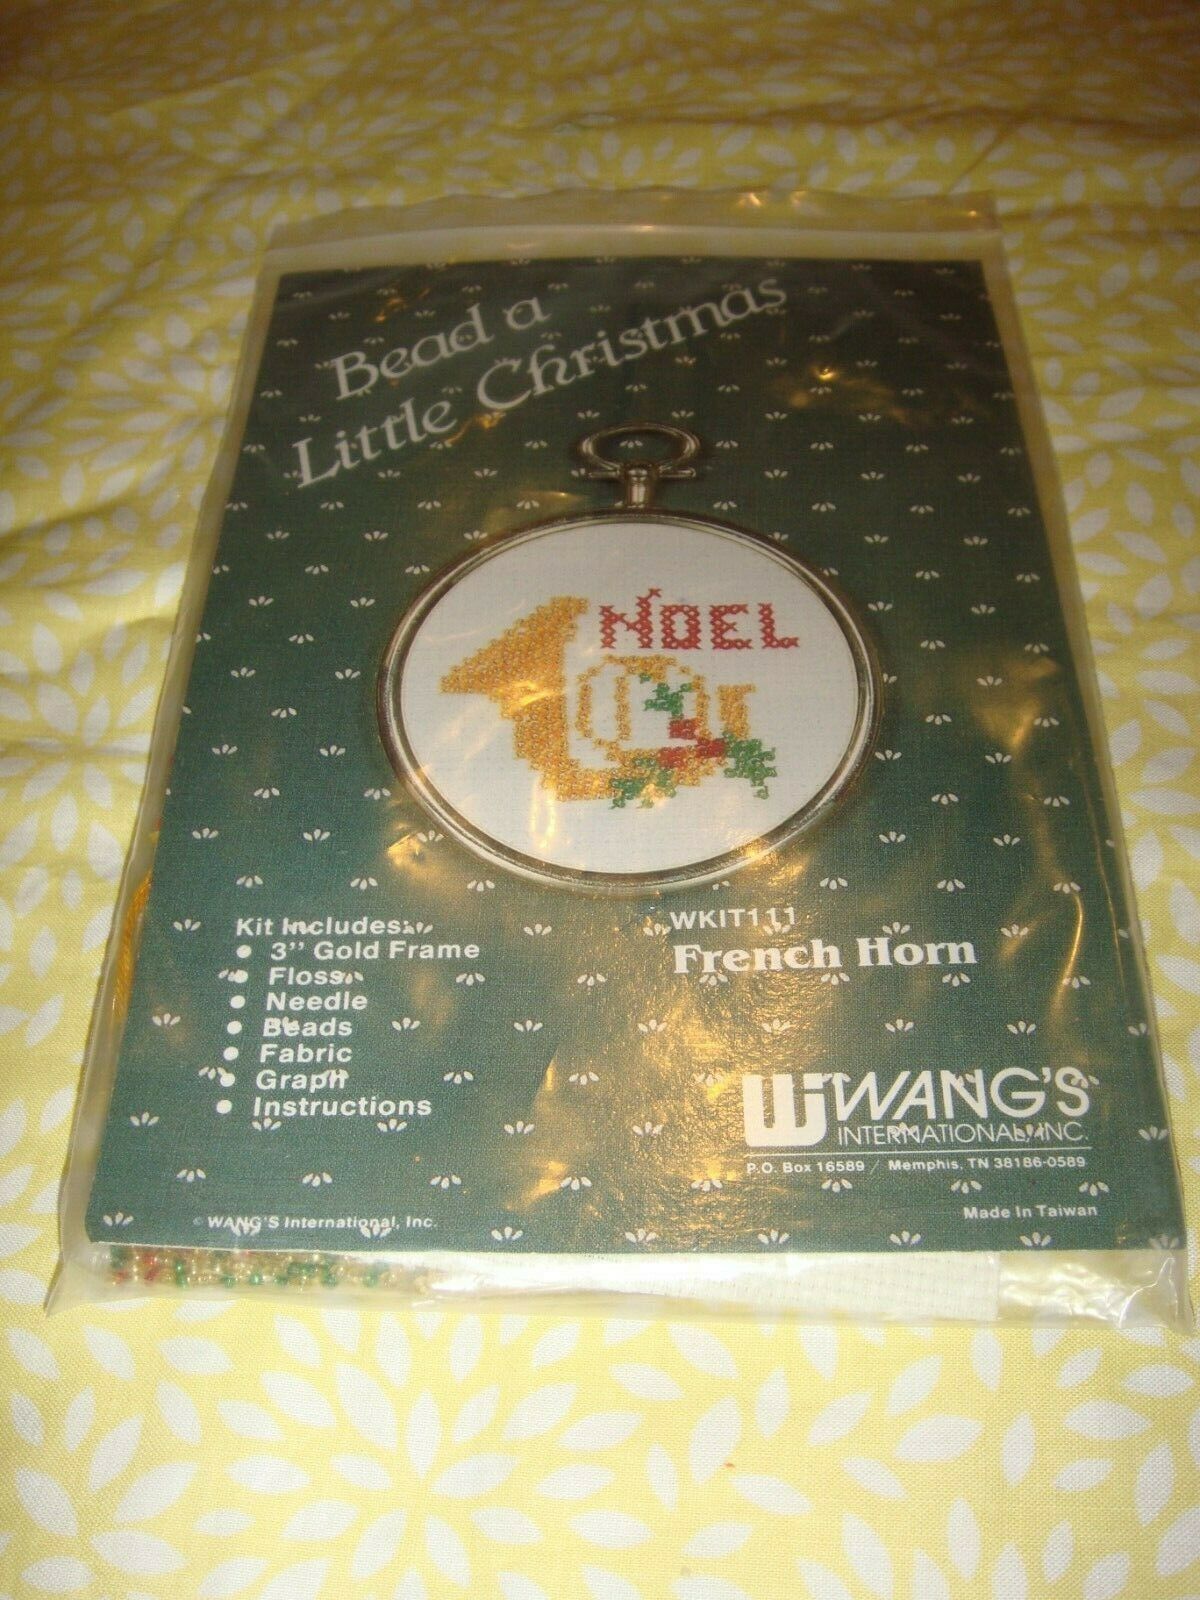 Bead a
Little Christmas
NOEL
Kit Includes:
• 3" Gold Frame
• Floss
• Needle
• Beads
• Fabric
• Graph
• Instructions
WKIT111
French Horn
Wi WANG'S
INTERNATIONAL, INC.
P.O. Box 16589 / Memphis, TN 38186-0589
Made In Taiwan
© WANG'S International, Inc.